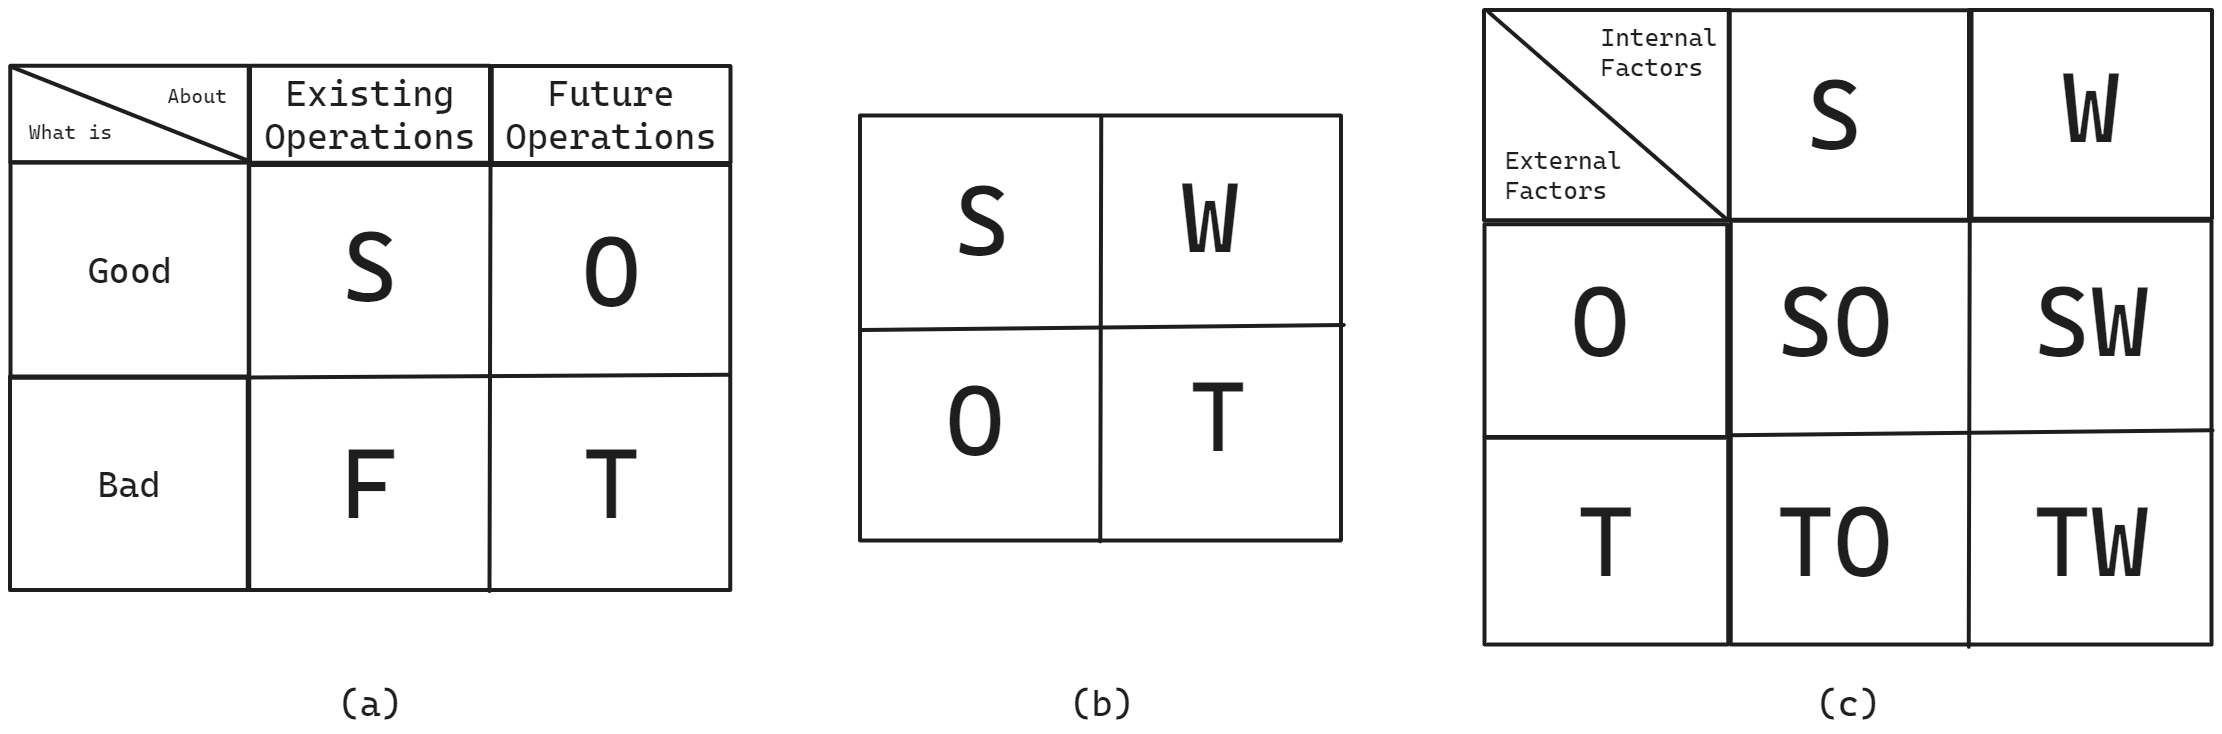 About
What is
Existing
Operations
Future
Operations
Good
S
O
Bad
F
T
(a)
S
W
O
T
(b)
Internal
Factors
External
Factors
S
W
O
SO
SW
T
TO
TW
(c)